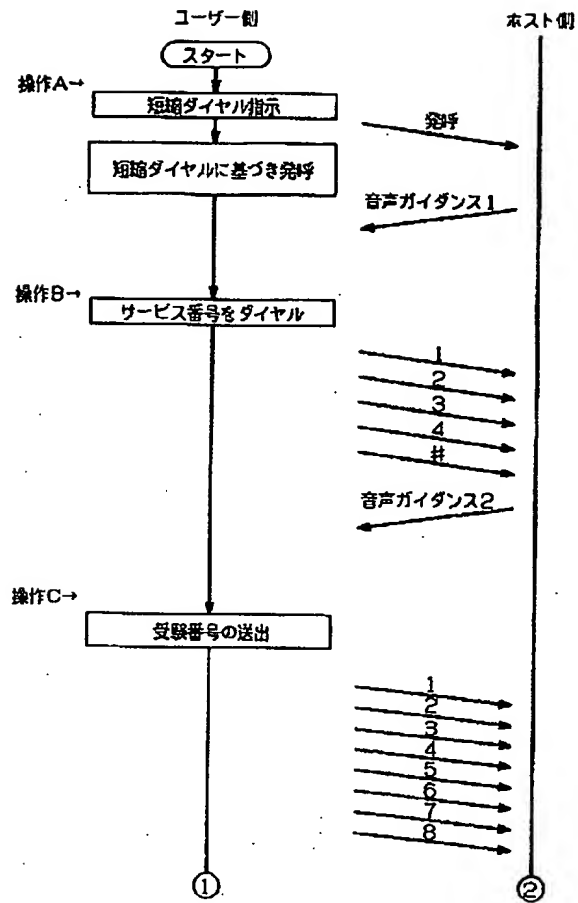 ユーザー側
ホスト側
スタート
操作A→
短縮ダイヤル指示
発呼
短縮ダイヤルに基づき発呼
音声ガイダンス1
操作B→
サービス番号をダイヤル
1
2
3
4
#
音声ガイダンス2
操作C→
受験番号の送出
1
2
3
4
5
6
7
8
①
②